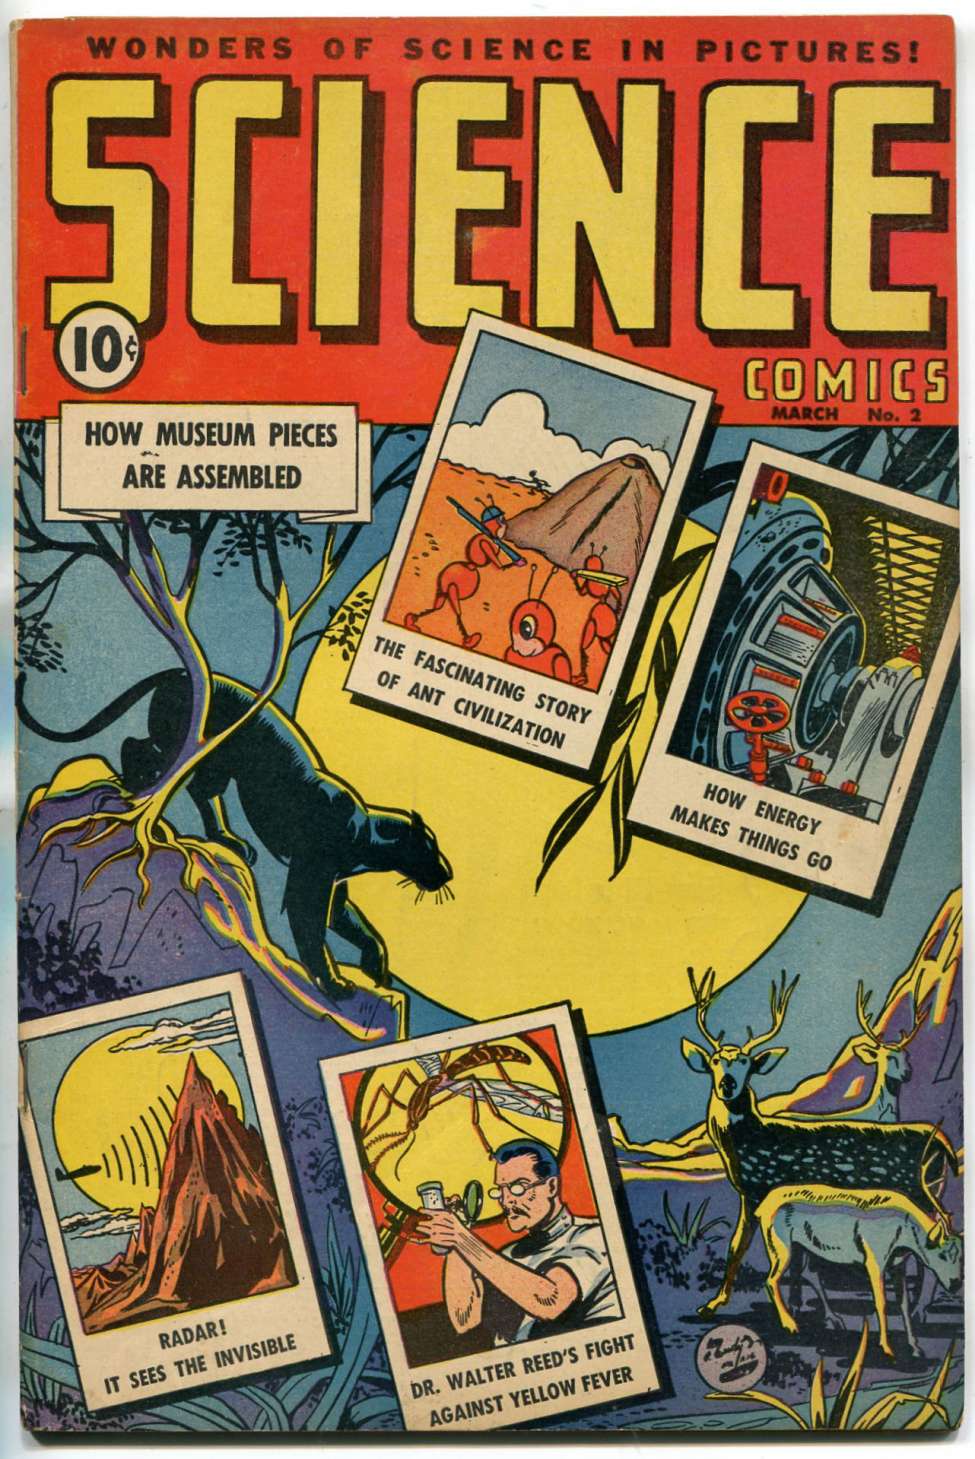 WONDERS OF SCIENCE IN PICTURES!
SCIENCE
COMICS
MARCH No. 2
10¢
HOW MUSEUM PIECES
ARE ASSEMBLED
THE FASCINATING STORY
OF ANT CIVILIZATION
0
HOW ENERGY
MAKES THINGS GO
RADAR!
IT SEES THE INVISIBLE
DR. WALTER REED'S FIGHT
AGAINST YELLOW FEVER